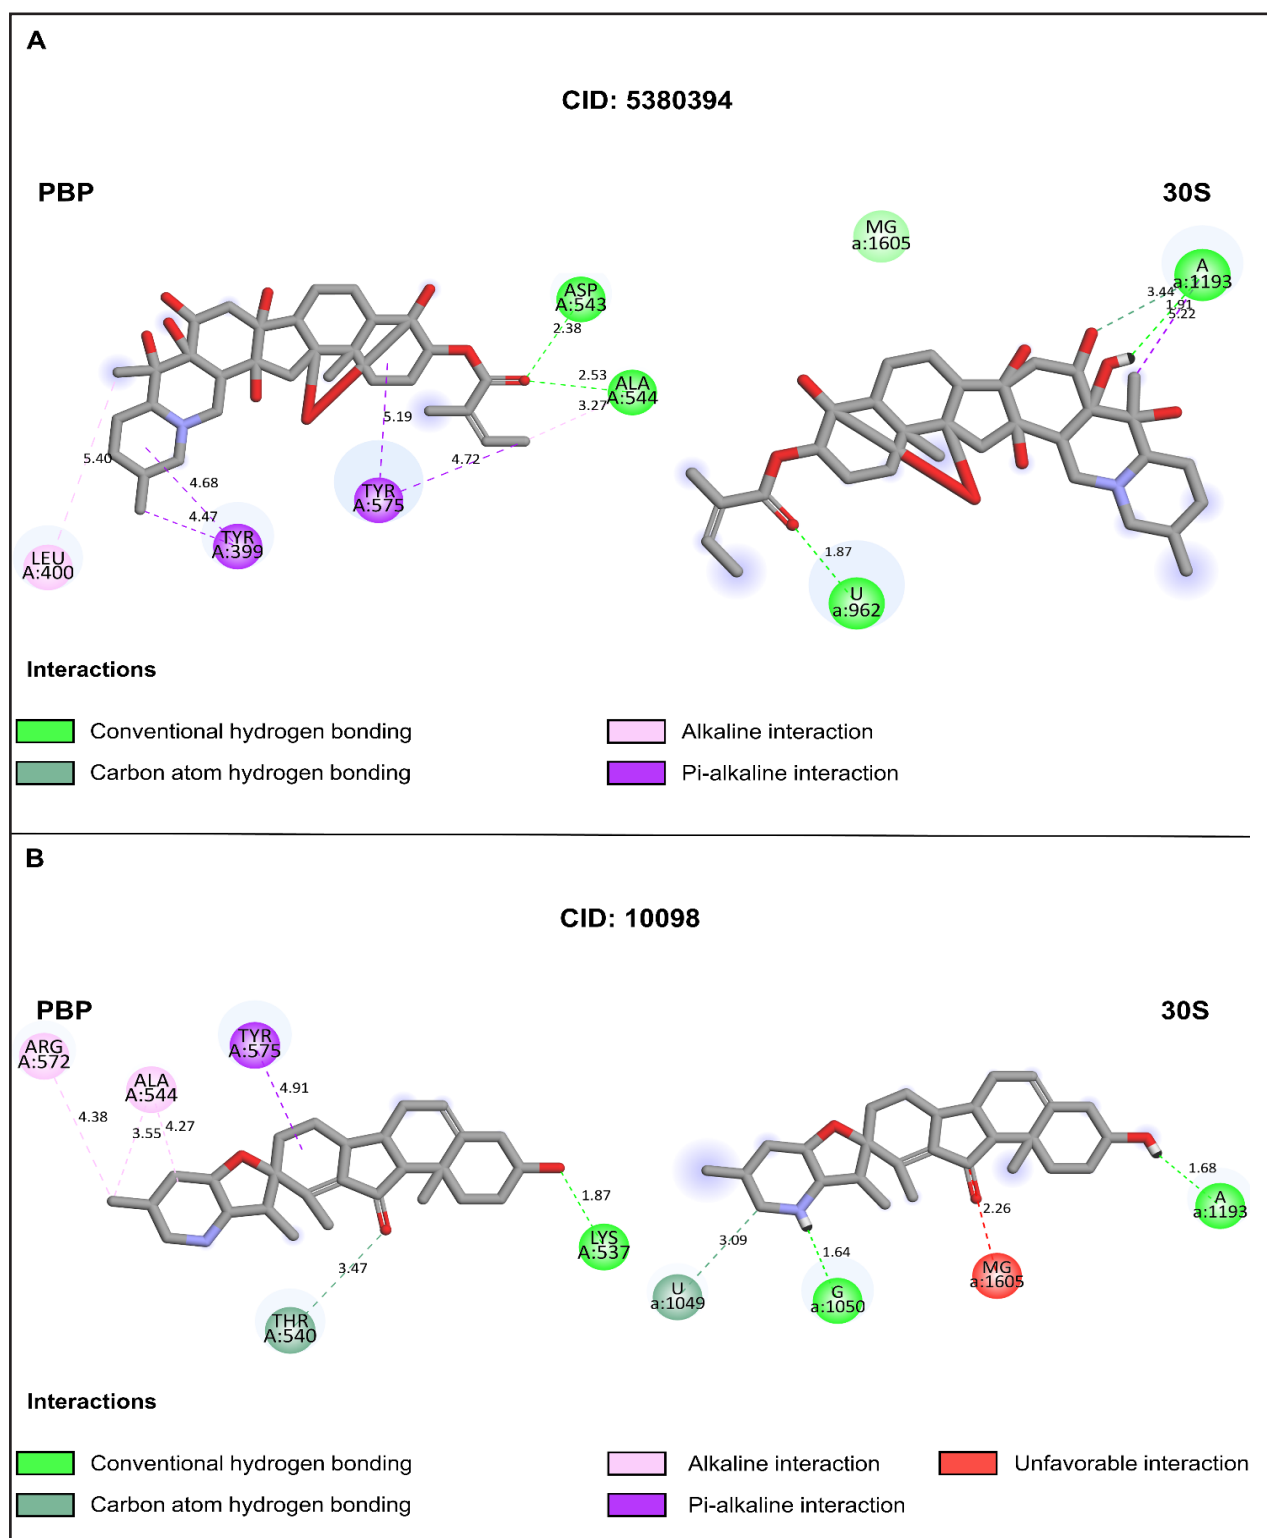 A
CID: 5380394
PBP
30S
MG
a:1605
A
a:1193
3.44
1.91
5.22
ASP
A:543
2.38
2.53
ALA
A:544
3.27
5.19
4.72
5.40
4.68
4.47
TYR
A:575
TYR
A:399
LEU
A:400
1.87
U
a:962
Interactions
Conventional hydrogen bonding
Alkaline interaction
Carbon atom hydrogen bonding
Pi-alkaline interaction
B
CID: 10098
PBP
30S
ARG
A:572
TYR
A:575
ALA
A:544
4.91
4.38
3.55
4.27
1.87
LYS
A:537
3.47
THR
A:540
1.68
A
a:1193
2.26
3.09
1.64
MG
a:1605
U
a:1049
G
a:1050
Interactions
Conventional hydrogen bonding
Alkaline interaction
Unfavorable interaction
Carbon atom hydrogen bonding
Pi-alkaline interaction